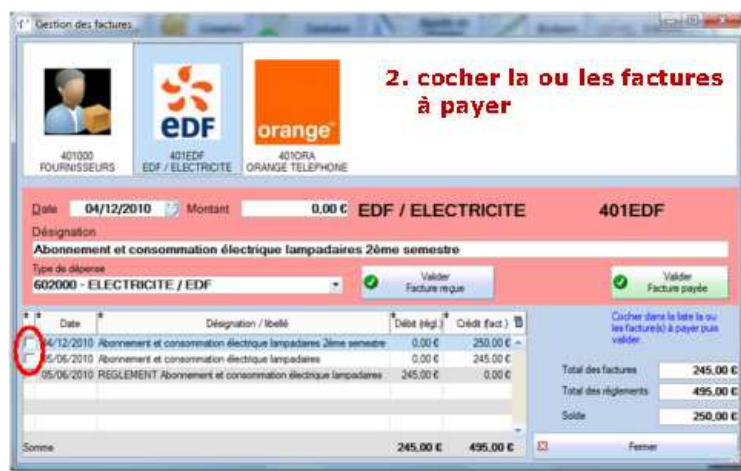 Gestion des factures
2. cocher la ou les factures
à payer
eDF
orange
401000
FOURNISSEURS
401EDF
EDF / ELECTRICITE
401ORA
ORANGE TELEPHONE
Date 04/12/2010 Montant 0,00 € EDF / ELECTRICITE 401EDF
Désignation
Abonnement et consommation électrique lampadaires 2ème semestre
Type de dépense
602000 - ELECTRICITE / EDF
Valider
Facture reçue
Valider
Facture payée
Date Désignation / libellé Débit (régl.) Crédit (fact.)
04/12/2010 Abonnement et consommation électrique lampadaires 2ème semestre 0,00 € 250,00 €
05/06/2010 Abonnement et consommation électrique lampadaires 0,00 € 245,00 €
05/06/2010 REGLEMENT Abonnement et consommation électrique lampadaires 245,00 € 0,00 €
Somme 245,00 € 495,00 €
Cocher dans la liste la ou
les facture(s) à payer puis
valider.
Total des factures 245,00 €
Total des réglements 495,00 €
Solde 250,00 €
Fermer